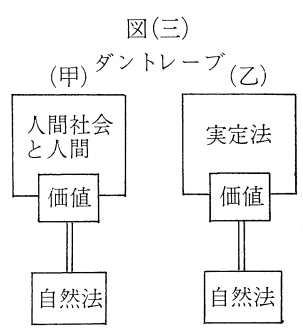 図(三)
ダントレーブ
(甲)
人間社会
と人間
価値
自然法
(乙)
実定法
価値
自然法